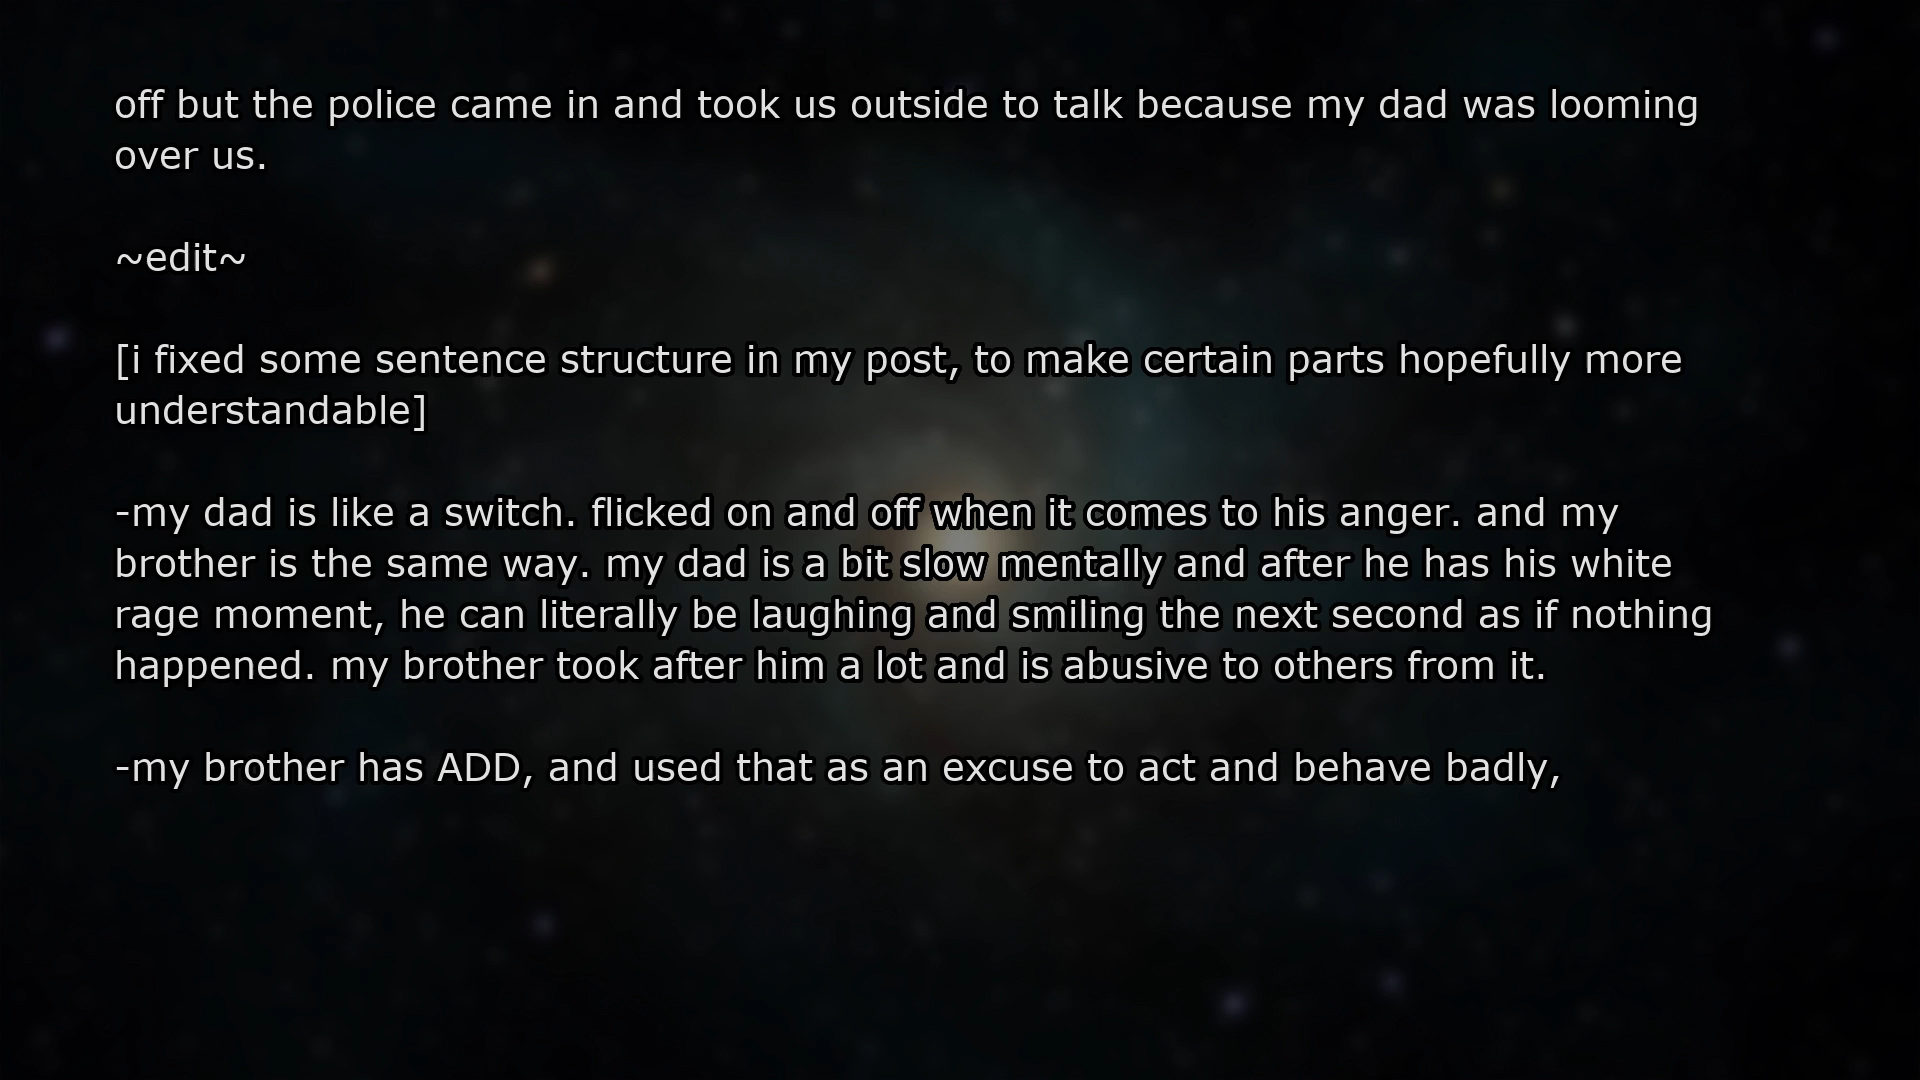 off but the police came in and took us outside to talk because my dad was looming
over us.
~edit~
[i fixed some sentence structure in my post, to make certain parts hopefully more
understandable]
-my dad is like a switch. flicked on and off when it comes to his anger. and my
brother is the same way. my dad is a bit slow mentally and after he has his white
rage moment, he can literally be laughing and smiling the next second as if nothing
happened. my brother took after him a lot and is abusive to others from it.
-my brother has ADD, and used that as an excuse to act and behave badly,